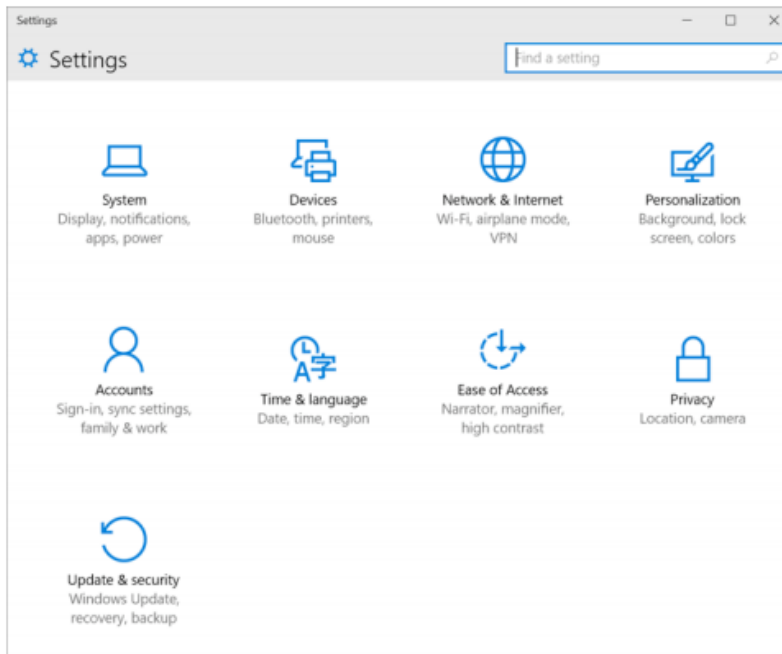 Settings
Settings
Find a setting
System
Display, notifications,
apps, power
Devices
Bluetooth, printers,
mouse
Network & Internet
Wi-Fi, airplane mode,
VPN
Personalization
Background, lock
screen, colors
Accounts
Sign-in, sync settings,
family & work
A字
Time & language
Date, time, region
Ease of Access
Narrator, magnifier,
high contrast
Privacy
Location, camera
Update & security
Windows Update,
recovery, backup